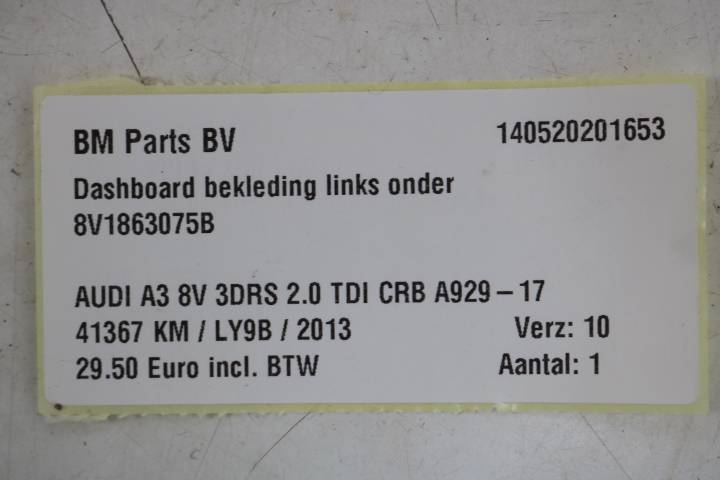 BM Parts BV 140520201653
Dashboard bekleding links onder
8V1863075B
AUDI A3 8V 3DRS 2.0 TDI CRB A929 – 17
41367 KM / LY9B / 2013 Verz: 10
29.50 Euro incl. BTW Aantal: 1